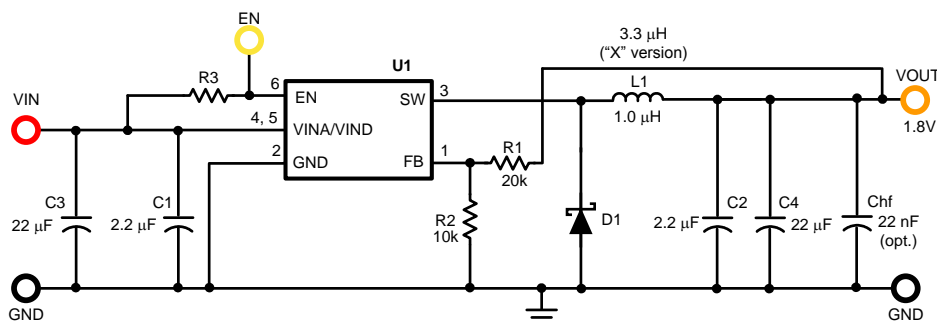 EN
3.3 μH
("X" version)
U1
VOUT
R3
L1
VIN
6
EN
SW
3
4, 5
VINA/VIND
1.0 μH
1.8V
2
GND
FB
1
R1
20k
C3
22 μF
C1
2.2 μF
R2
10k
D1
C2
2.2 μF
C4
22 μF
Chf
22 nF
(opt.)
GND
GND